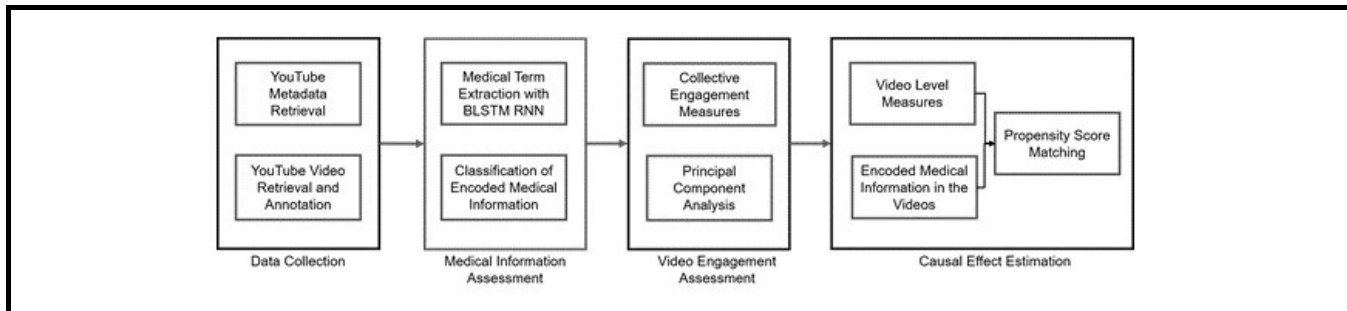 YouTube
Metadata
Retrieval
YouTube Video
Retrieval and
Annotation
Data Collection
Medical Term
Extraction with
BLSTM RNN
Classification of
Encoded Medical
Information
Medical Information
Assessment
Collective
Engagement
Measures
Principal
Component
Analysis
Video Engagement
Assessment
Video Level
Measures
Encoded Medical
Information in the
Videos
Propensity Score
Matching
Causal Effect Estimation